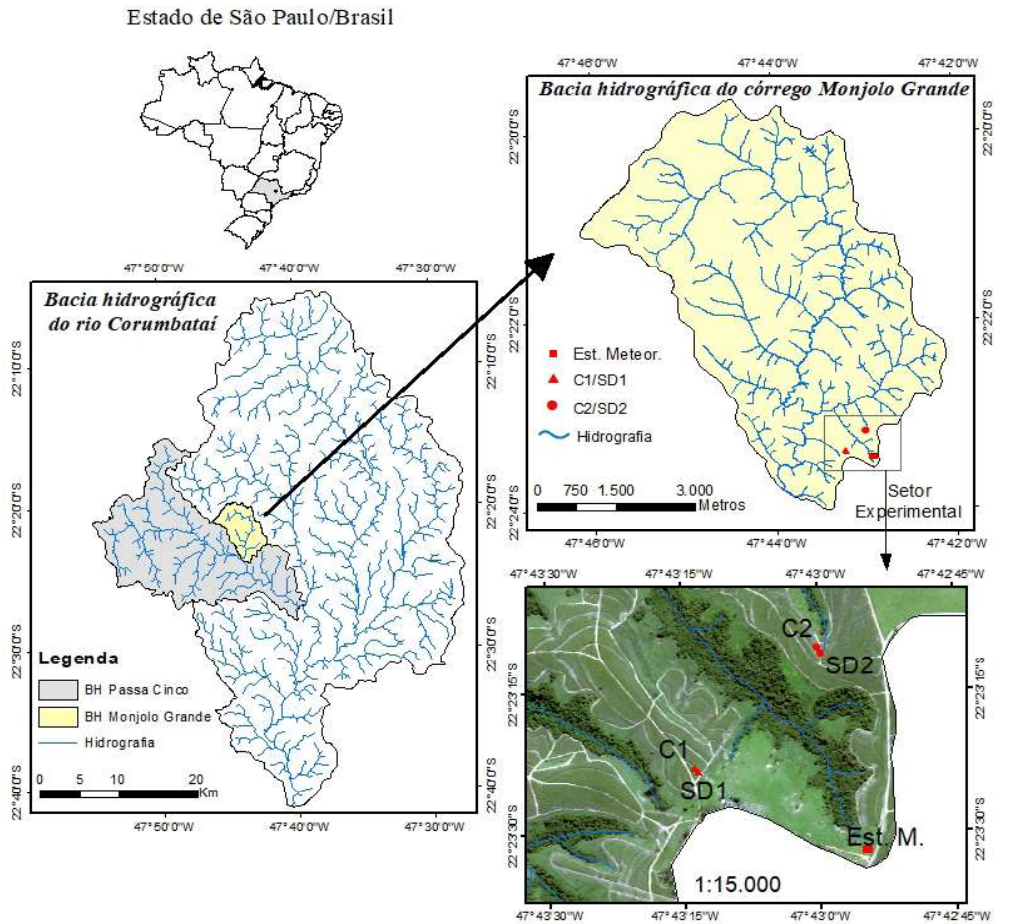 Estado de São Paulo/Brasil
47°50'0"W 47°40'0"W 47°30'0"W
Bacia hidrográfica
do rio Corumbataí
22°10'0"S
22°20'0"S
22°30'0"S
22°40'0"S
22°10'0"S
22°20'0"S
22°30'0"S
22°40'0"S
Legenda
BH Passa Cinco
BH Monjolo Grande
Hidrografia
0 5 10 20
Km
47°50'0"W 47°40'0"W 47°30'0"W
47°46'0"W 47°44'0"W 47°42'0"W
Bacia hidrográfica do córrego Monjolo Grande
22°20'0"S
22°22'0"S
22°24'0"S
22°20'0"S
22°22'0"S
22°24'0"S
Est. Meteor.
C1/SD1
C2/SD2
Hidrografia
0 750 1.500 3.000
Metros
Setor
Experimental
47°46'0"W 47°44'0"W 47°42'0"W
47°43'30"W 47°43'15"W 47°43'0"W 47°42'45"W
22°23'15"S
22°23'30"S
22°23'15"S
22°23'30"S
C2
SD2
C1
SD1
Est. M.
1:15.000
47°43'30"W 47°43'15"W 47°43'0"W 47°42'45"W